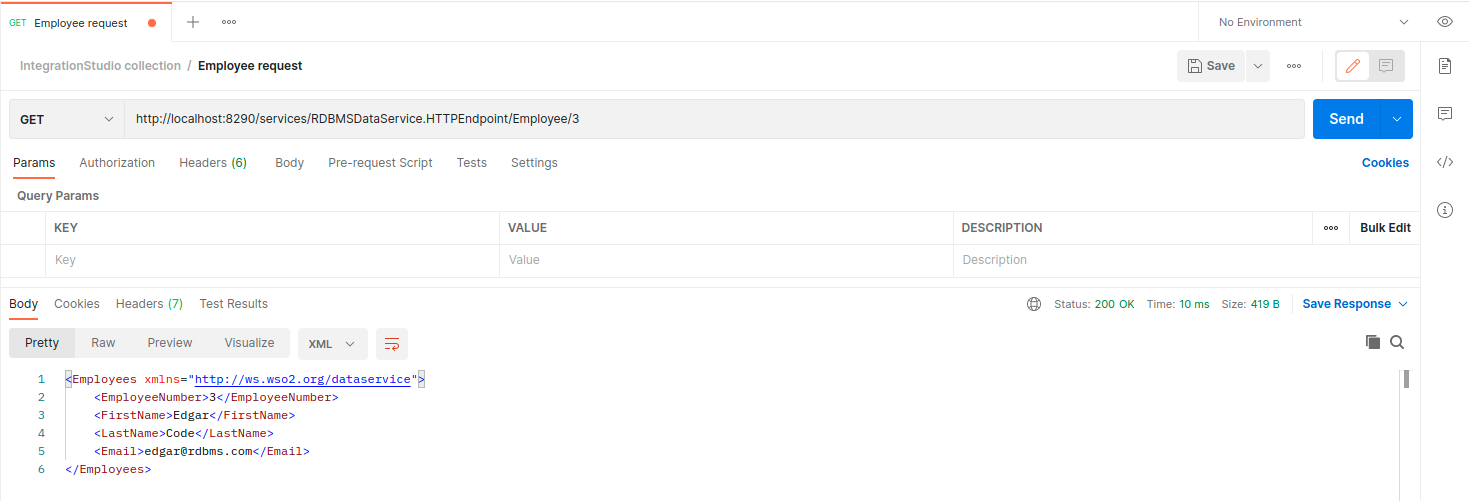 GET Employee request No Environment
IntegrationStudio collection / Employee request Save
GET http://localhost:8290/services/RDBMSDataService.HTTPEndpoint/Employee/3 Send
Params Authorization Headers (6) Body Pre-request Script Tests Settings Cookies
Query Params
KEY VALUE DESCRIPTION Bulk Edit
Key Value Description
Body Cookies Headers (7) Test Results Status: 200 OK Time: 10 ms Size: 419 B Save Response
Pretty Raw Preview Visualize XML
1 <Employees xmlns="http://ws.wso2.org/dataservice">
2 <EmployeeNumber>3</EmployeeNumber>
3 <FirstName>Edgar</FirstName>
4 <LastName>Code</LastName>
5 <Email>edgar@rdbms.com</Email>
6 </Employees>